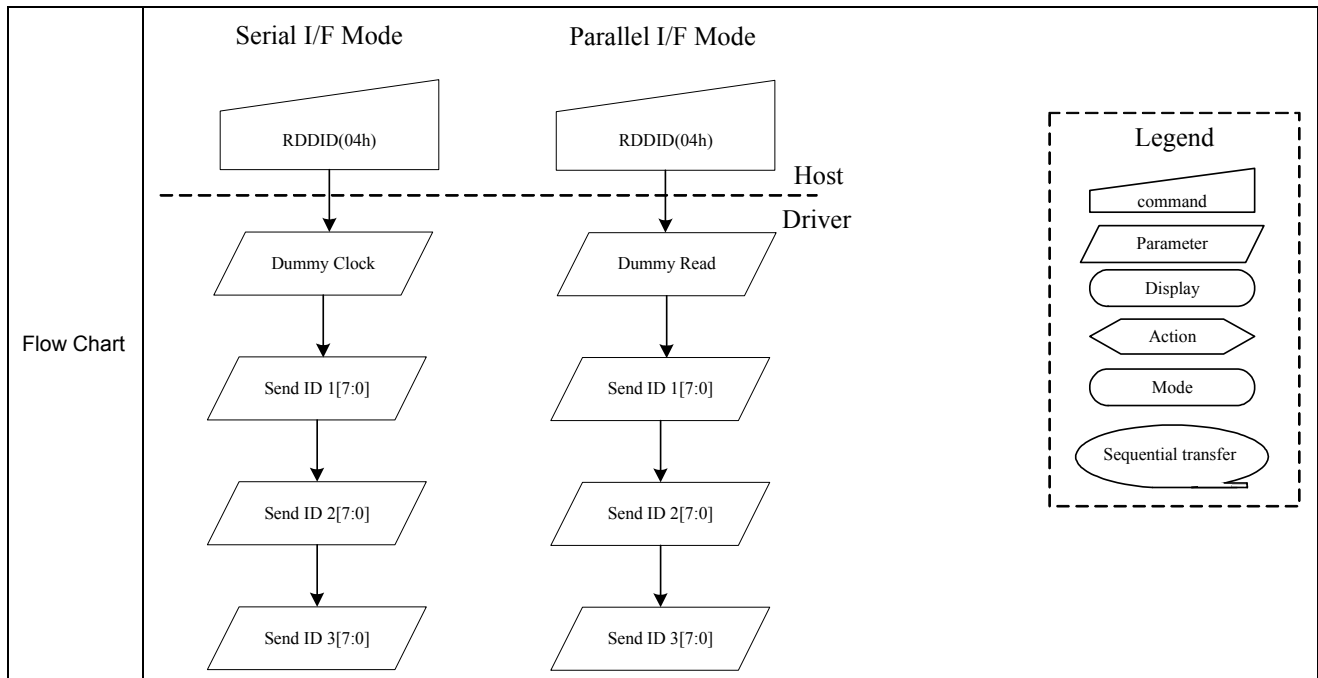 Flow Chart
Serial I/F Mode
RDDID(04h)
Dummy Clock
Send ID 1[7:0]
Send ID 2[7:0]
Send ID 3[7:0]
Parallel I/F Mode
RDDID(04h)
Host
Driver
Dummy Read
Send ID 1[7:0]
Send ID 2[7:0]
Send ID 3[7:0]
Legend
command
Parameter
Display
Action
Mode
Sequential transfer